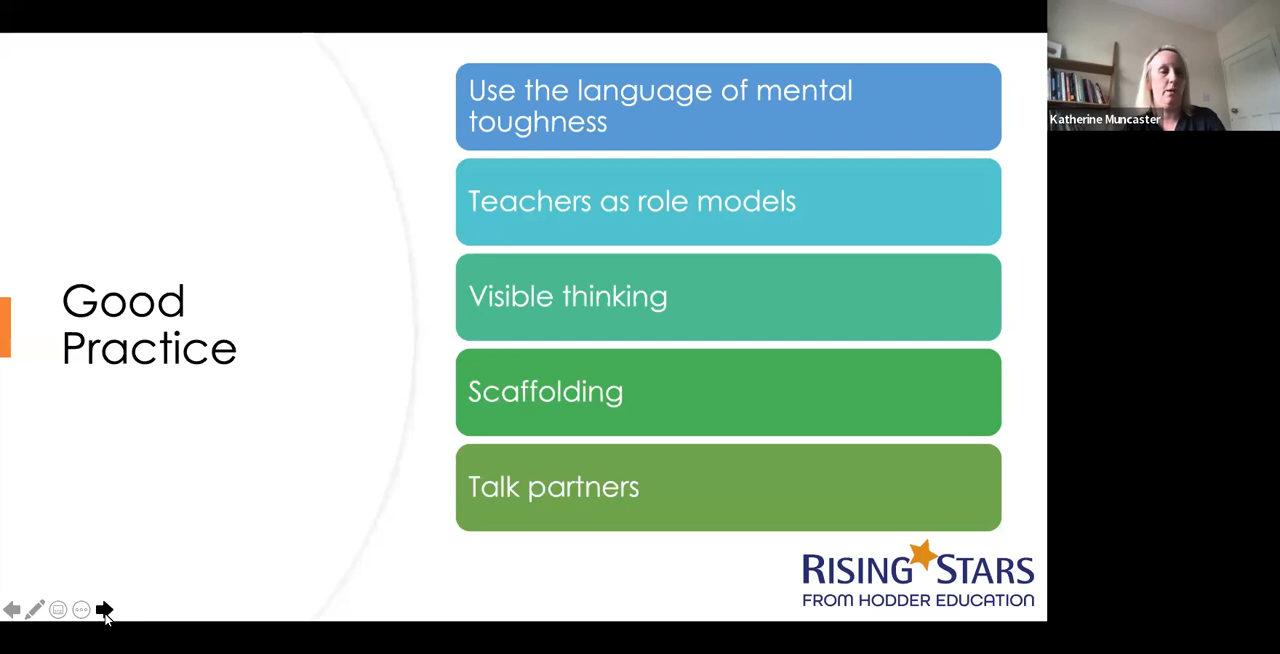 Good
Practice
Use the language of mental
toughness
Teachers as role models
Visible thinking
Scaffolding
Talk partners
RISING STARS
FROM HODDER EDUCATION
Katherine Muncaster